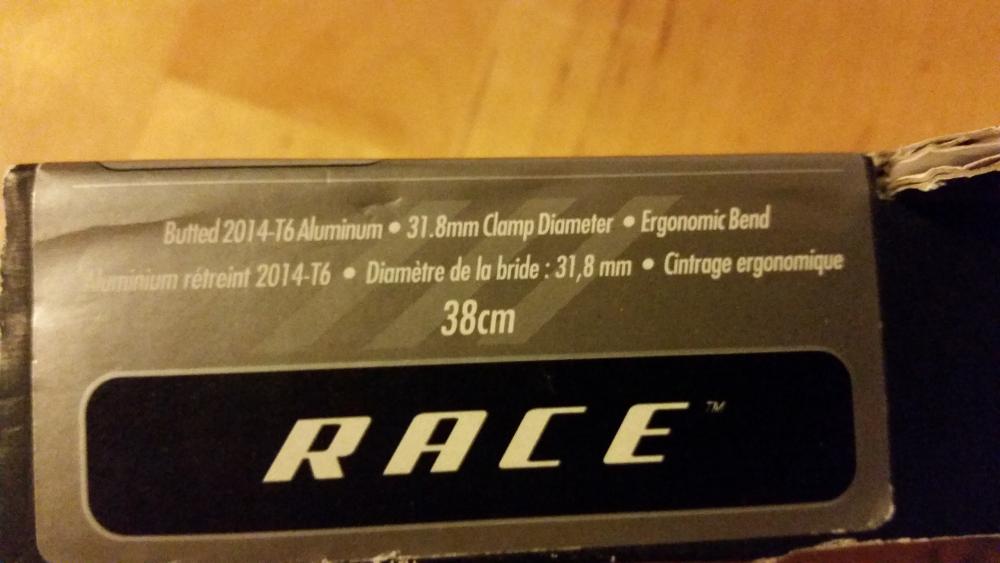 Butted 2014-T6 Aluminum • 31.8mm Clamp Diameter • Ergonomic Bend
Aluminium rétreint 2014-T6 • Diamètre de la bride : 31,8 mm • Cintrage ergonomique
38cm
RACE™